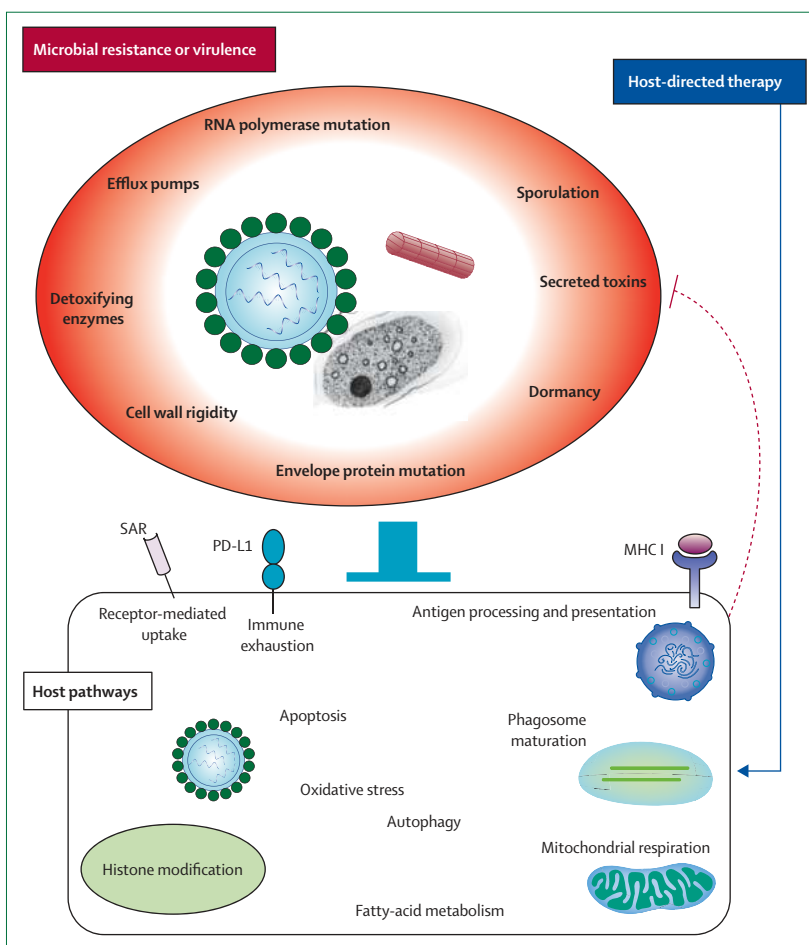 Microbial resistance or virulence
Host-directed therapy
RNA polymerase mutation
Efflux pumps
Sporulation
Secreted toxins
Detoxifying
enzymes
Dormancy
Cell wall rigidity
Envelope protein mutation
SAR
PD-L1
MHC I
Receptor-mediated
uptake
Immune
exhaustion
Antigen processing and presentation
Host pathways
Apoptosis
Phagosome
maturation
Oxidative stress
Autophagy
Mitochondrial respiration
Histone modification
Fatty-acid metabolism